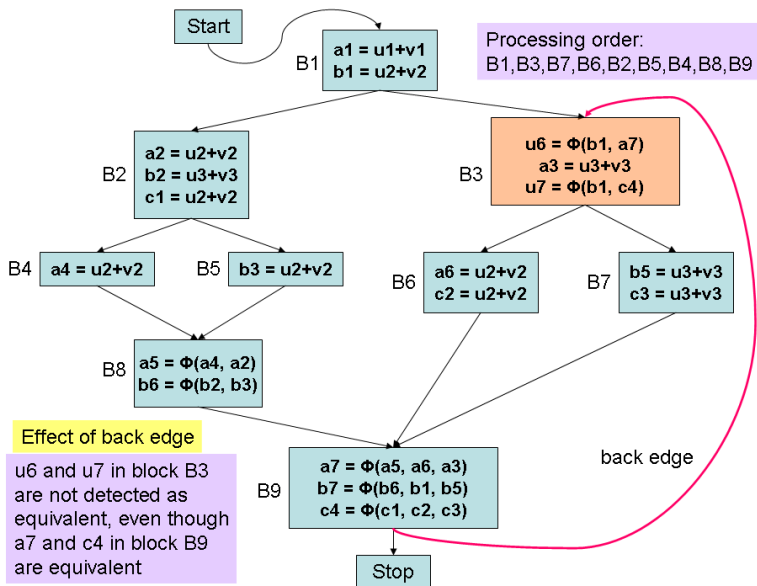 Start
B1
a1 = u1+v1
b1 = u2+v2
Processing order:
B1,B3,B7,B6,B2,B5,B4,B8,B9
B2
a2 = u2+v2
b2 = u3+v3
c1 = u2+v2
B3
u6 = Φ(b1, a7)
a3 = u3+v3
u7 = Φ(b1, c4)
B4
a4 = u2+v2
B5
b3 = u2+v2
B6
a6 = u2+v2
c2 = u2+v2
B7
b5 = u3+v3
c3 = u3+v3
B8
a5 = Φ(a4, a2)
b6 = Φ(b2, b3)
Effect of back edge
u6 and u7 in block B3
are not detected as
equivalent, even though
a7 and c4 in block B9
are equivalent
B9
a7 = Φ(a5, a6, a3)
b7 = Φ(b6, b1, b5)
c4 = Φ(c1, c2, c3)
back edge
Stop